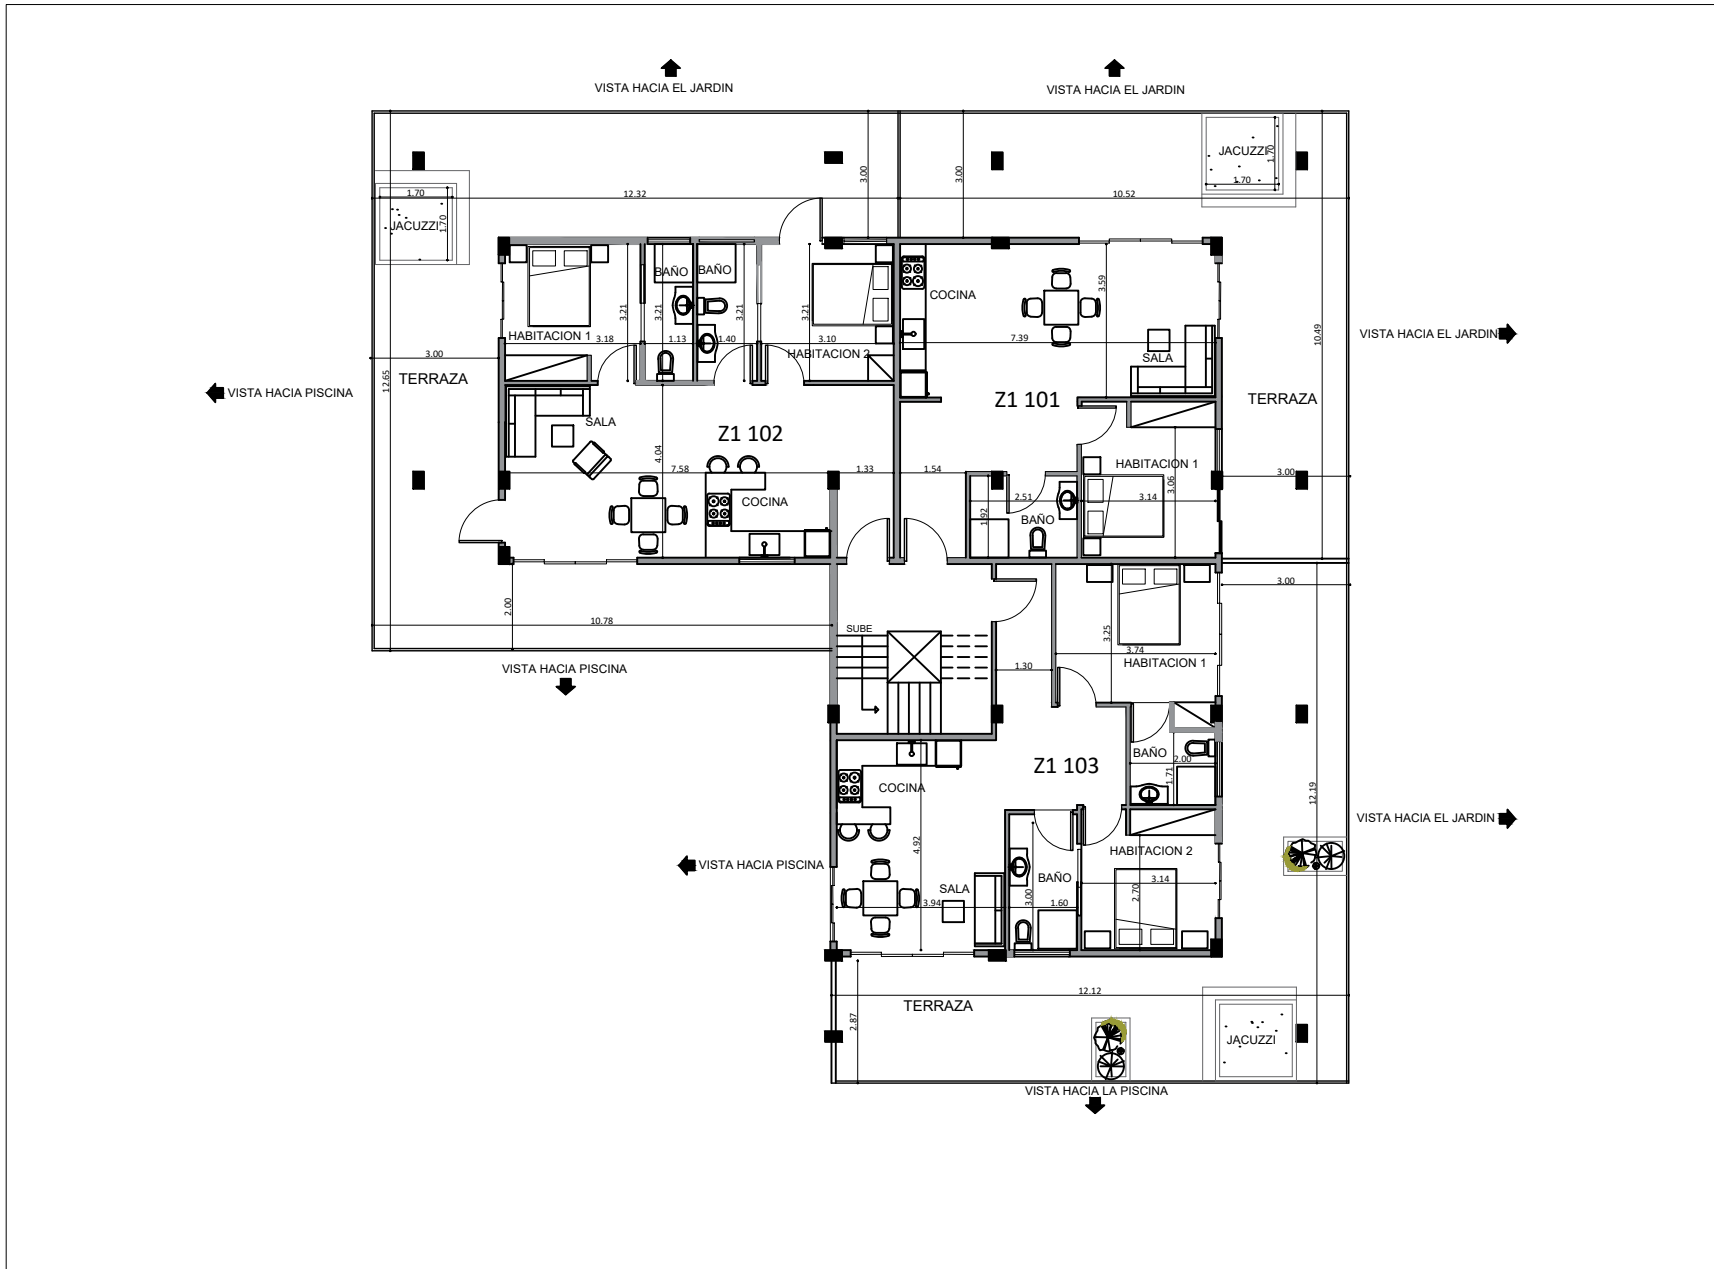 VISTA HACIA EL JARDIN
VISTA HACIA EL JARDIN
JACUZZI
1.70
1.70
3.00
3.00
12.32
10.52
1.70
1.70
JACUZZI
BAÑO
BAÑO
COCINA
3.59
3.21
3.21
3.21
3.21
10.49
VISTA HACIA EL JARDIN
HABITACION 1
3.18
1.13
1.40
3.10
7.39
HABITACION 2
SALA
3.00
TERRAZA
12.65
VISTA HACIA PISCINA
Z1 101
TERRAZA
SALA
Z1 102
4.04
HABITACION 1
7.58
1.33
1.54
3.00
3.06
COCINA
2.51
3.14
1.92
BAÑO
2.00
3.00
10.78
SUBE
3.25
3.74
VISTA HACIA PISCINA
1.30
HABITACION 1
BAÑO
2.00
Z1 103
1.71
COCINA
12.19
VISTA HACIA EL JARDIN
4.92
HABITACION 2
VISTA HACIA PISCINA
BAÑO
3.14
SALA
2.70
3.00
3.94
1.60
12.12
TERRAZA
2.87
JACUZZI
VISTA HACIA LA PISCINA